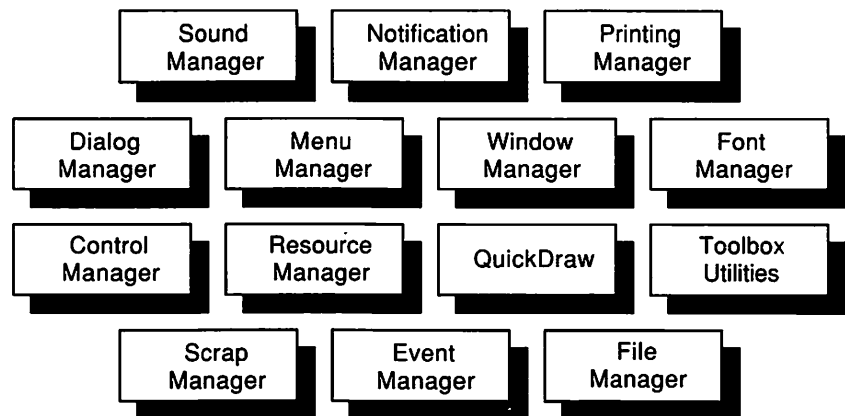 Sound
Manager
Notification
Manager
Printing
Manager
Dialog
Manager
Menu
Manager
Window
Manager
Font
Manager
Control
Manager
Resource
Manager
QuickDraw
Toolbox
Utilities
Scrap
Manager
Event
Manager
File
Manager